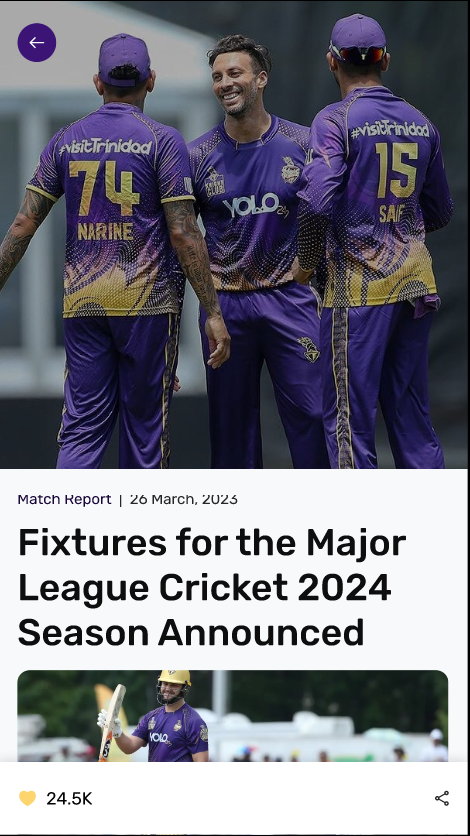 #visitTrinidad
74
NARINE
YOLO
#visitTrinidad
15
SAIF
Match Report | 26 March, 2023
Fixtures for the Major
League Cricket 2024
Season Announced
YOLO
24.5K